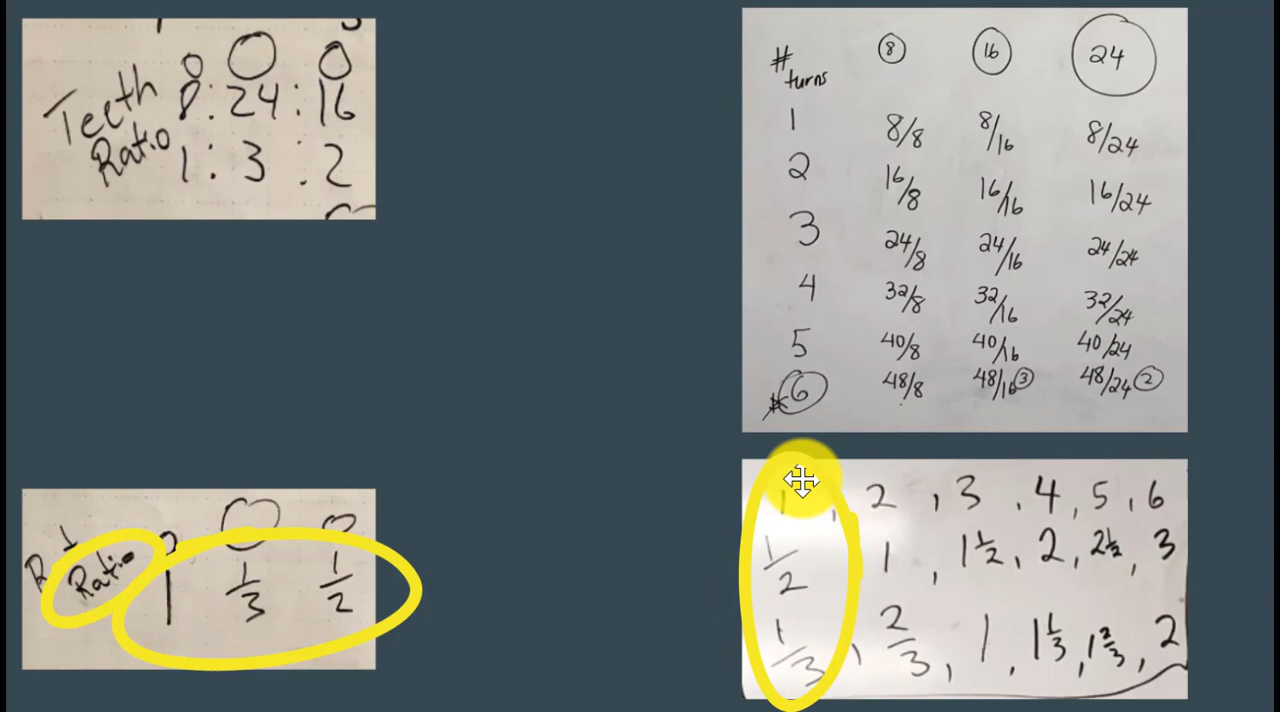 Teeth 8 : 24 : 16
Ratio 1 : 3 : 2
Ratio 1 1/3 1/2
# turns 8 16 24
1 8/8 8/16 8/24
2 16/8 16/16 16/24
3 24/8 24/16 24/24
4 32/8 32/16 32/24
5 40/8 40/16 40/24
6 48/8 48/16 3 48/24 2
1, 2, 3, 4, 5, 6
1/2 1, 1 1/2, 2, 2 1/2, 3
1/3, 2/3, 1, 1 1/3, 1 2/3, 2